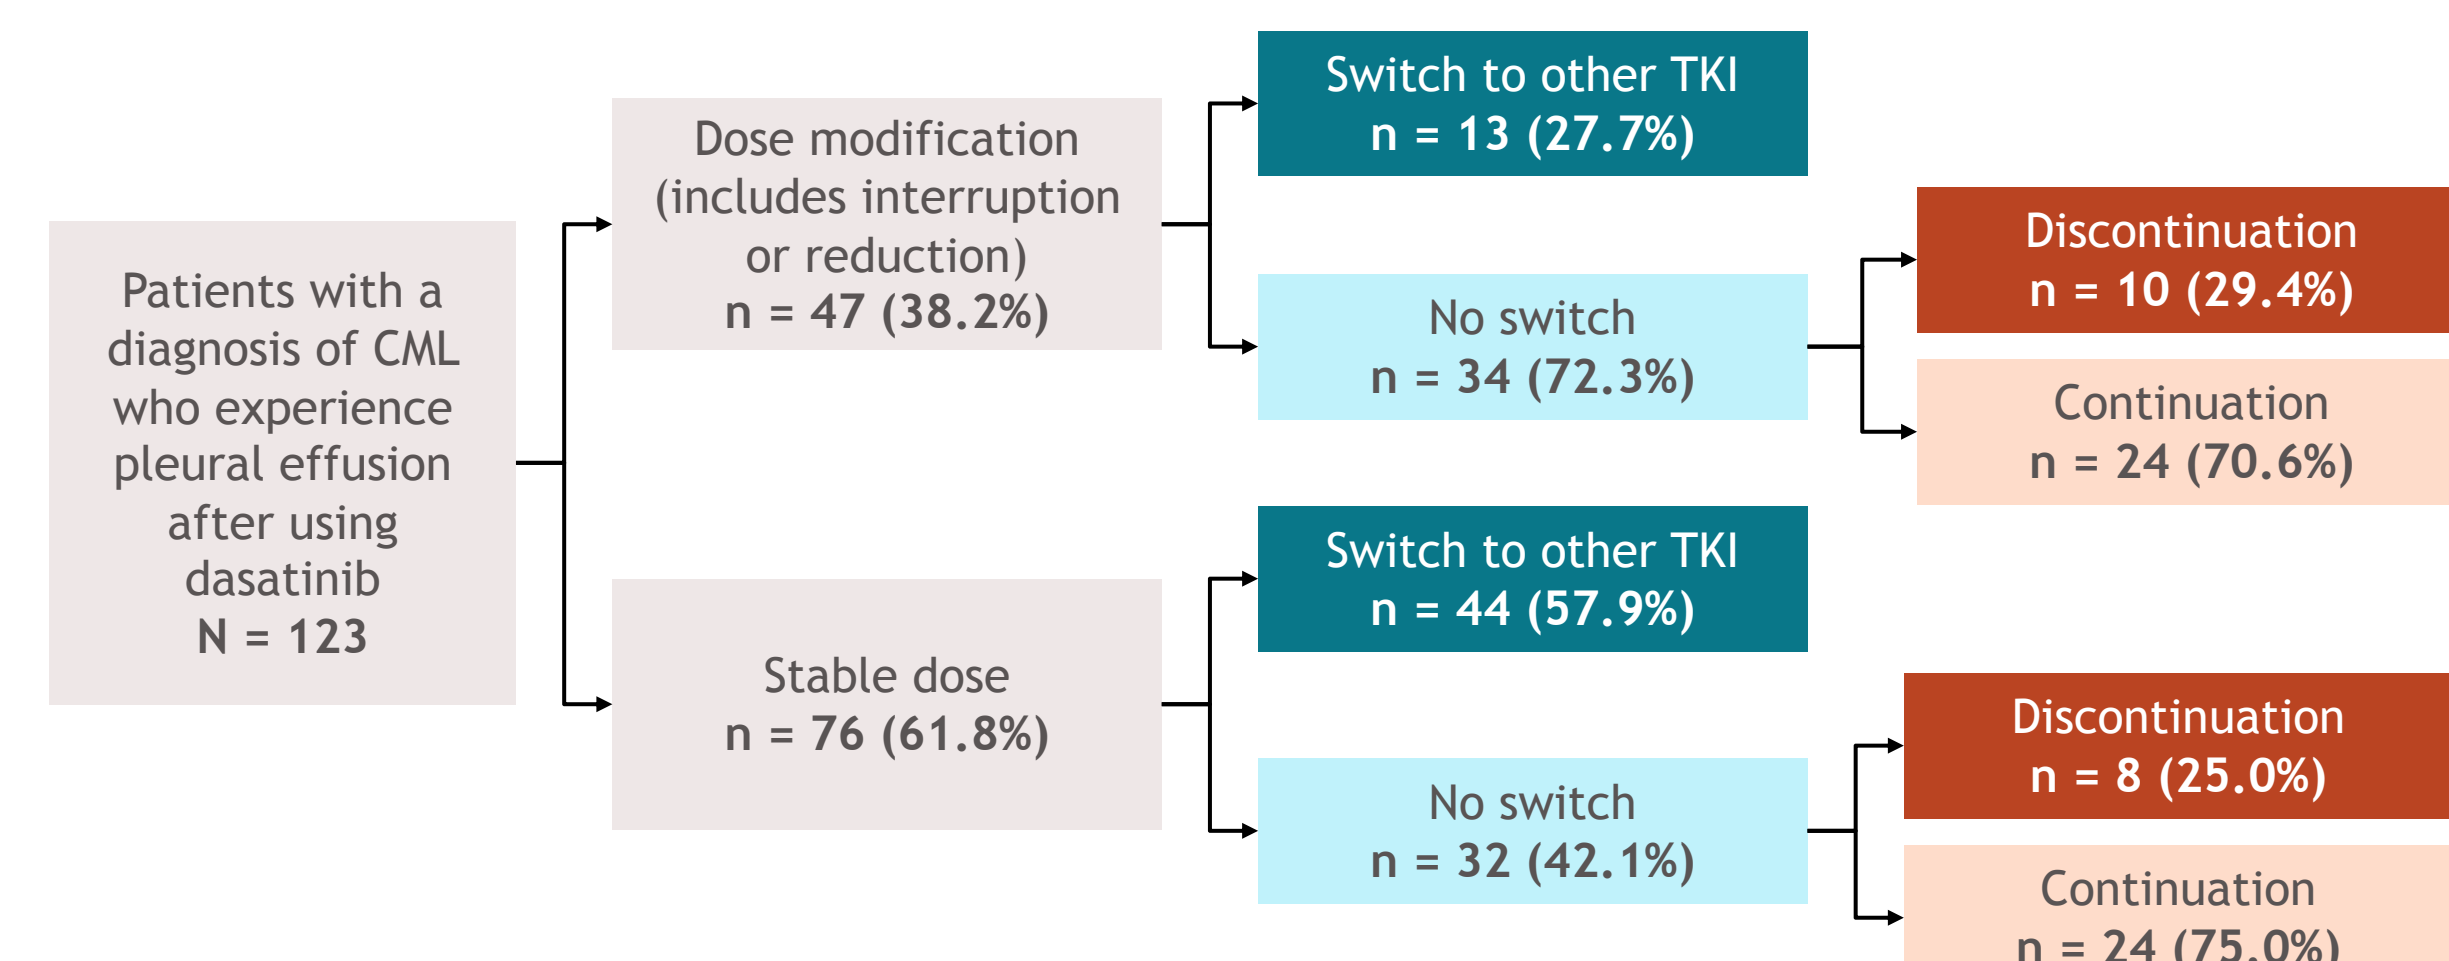 Patients with a
diagnosis of CML
who experience
pleural effusion
after using
dasatinib
N = 123
Dose modification
(includes interruption
or reduction)
n = 47 (38.2%)
Switch to other TKI
n = 13 (27.7%)
No switch
n = 34 (72.3%)
Discontinuation
n = 10 (29.4%)
Continuation
n = 24 (70.6%)
Stable dose
n = 76 (61.8%)
Switch to other TKI
n = 44 (57.9%)
No switch
n = 32 (42.1%)
Discontinuation
n = 8 (25.0%)
Continuation
n = 24 (75.0%)